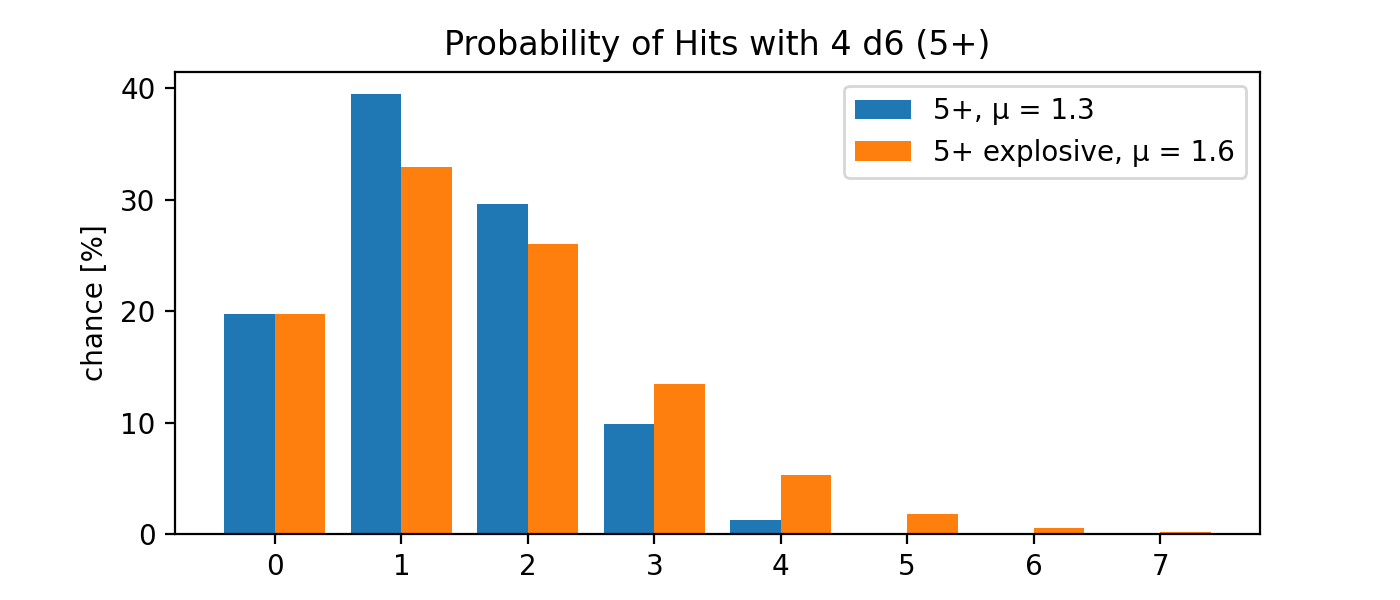 Probability of Hits with 4 d6 (5+)
5+, μ = 1.3
5+ explosive, μ = 1.6
chance [%]
40
30
20
10
0
0 1 2 3 4 5 6 7